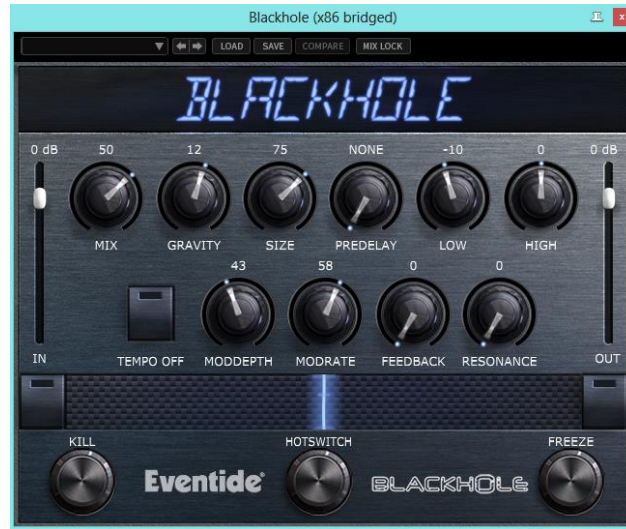 Blackhole (x86 bridged)
x
LOAD SAVE COMPARE MIX LOCK
BLACKHOLE
0 dB 50 12 75 NONE -10 0 0 dB
MIX GRAVITY SIZE PREDELAY LOW HIGH
43 58 0 0
IN TEMPO OFF MODDEPTH MODRATE FEEDBACK RESONANCE OUT
KILL HOTSWITCH FREEZE
Eventide® BLACKHOLE